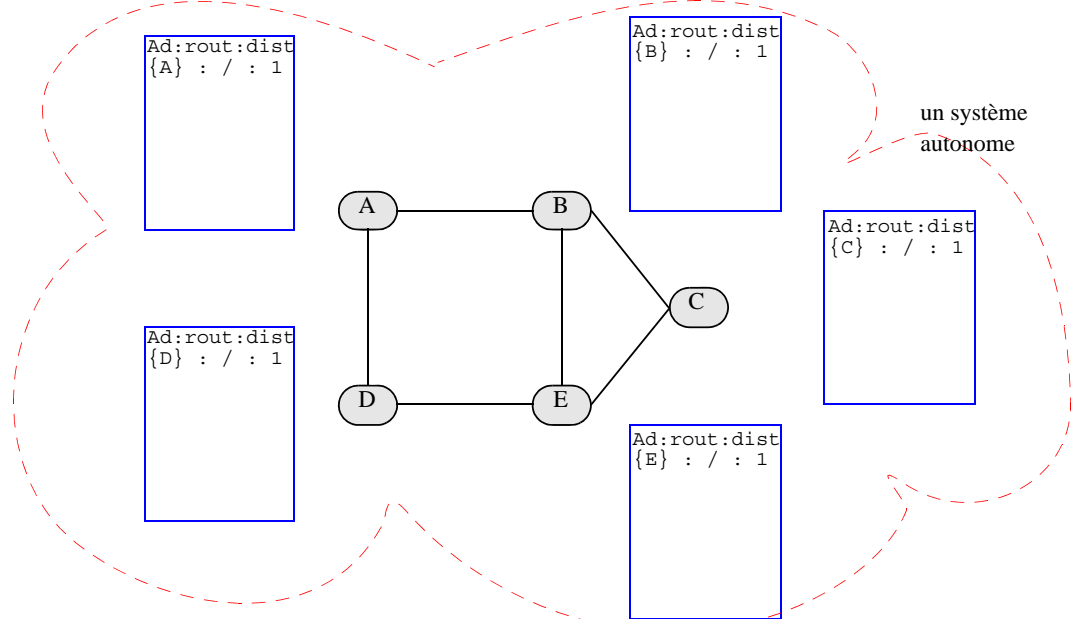 Ad:rout:dist
{A} : / : 1
Ad:rout:dist
{B} : / : 1
un système
autonome
A
B
Ad:rout:dist
{C} : / : 1
C
Ad:rout:dist
{D} : / : 1
D
E
Ad:rout:dist
{E} : / : 1